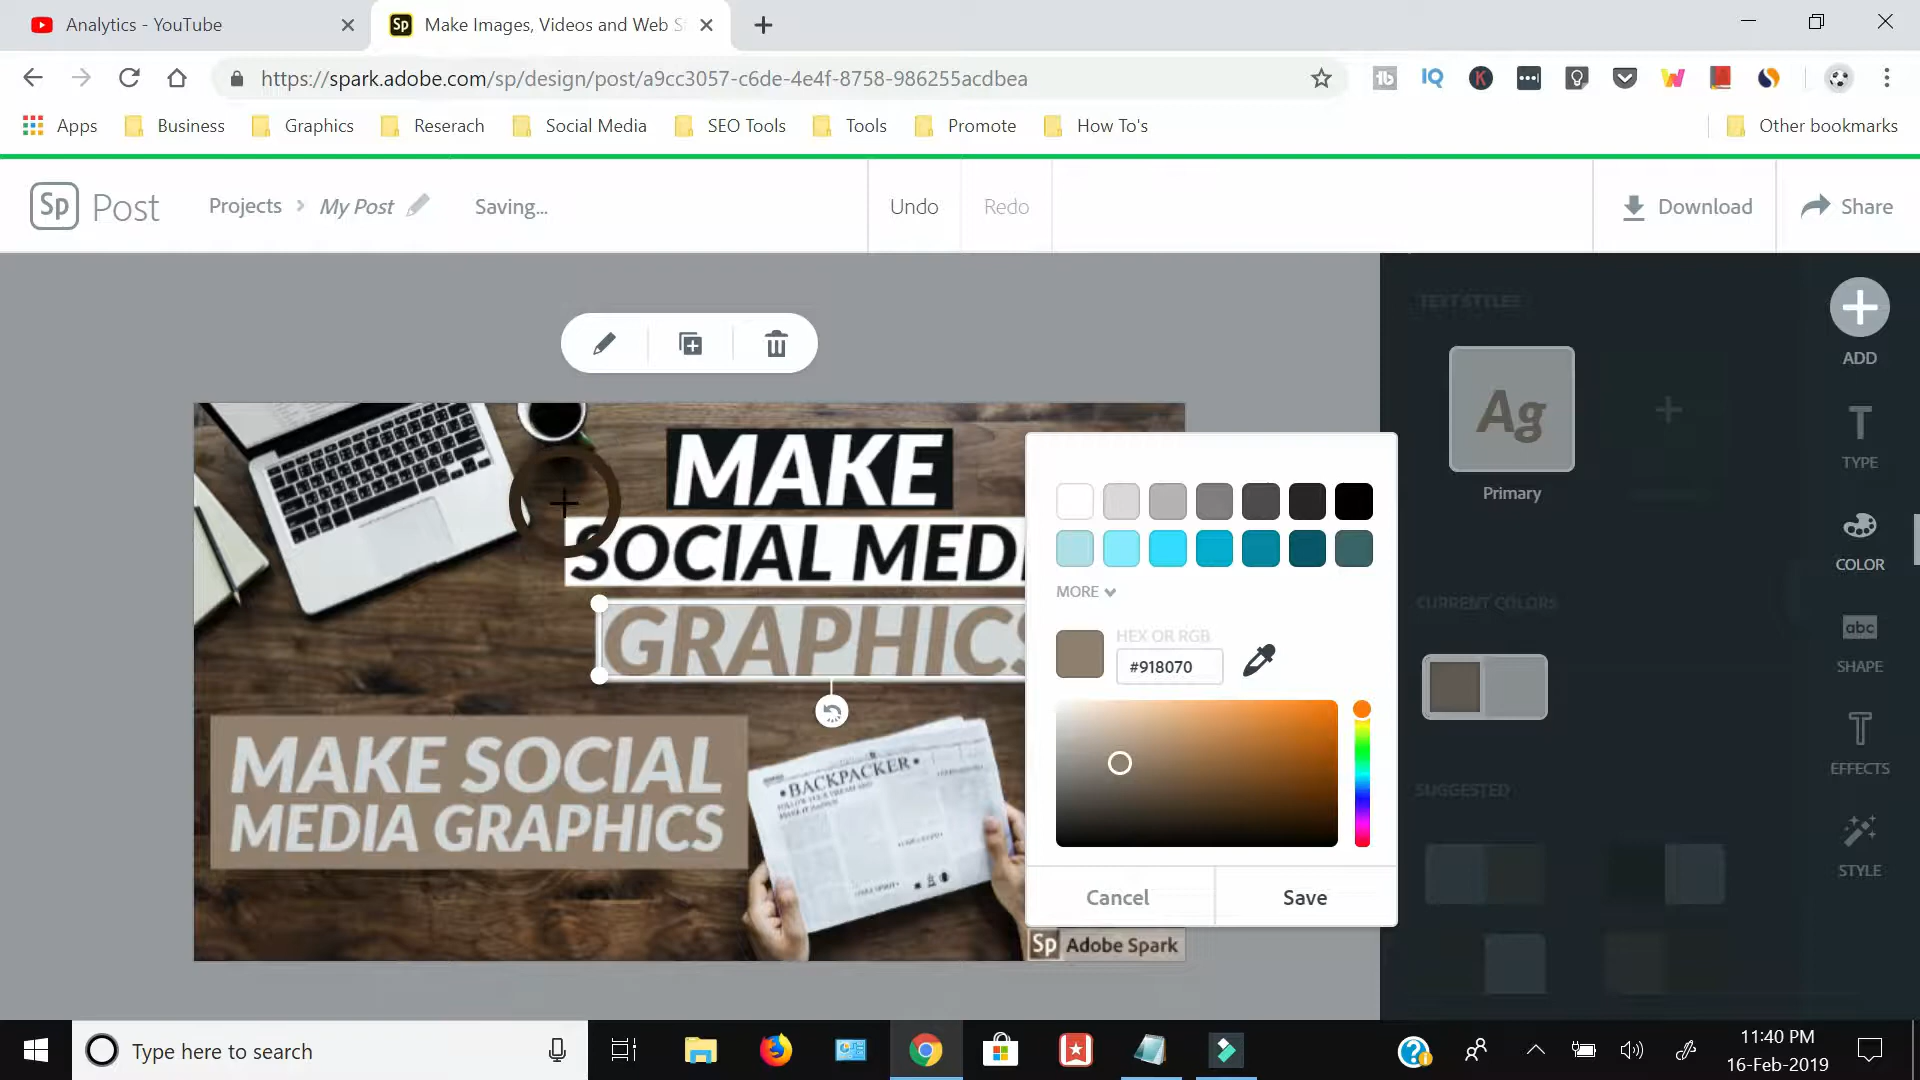 Analytics - YouTube
Make Images, Videos and Web S
https://spark.adobe.com/sp/design/post/a9cc3057-c6de-4e4f-8758-986255acdbea
Apps
Business
Graphics
Reserach
Social Media
SEO Tools
Tools
Promote
How To's
Other bookmarks
Sp Post
Projects > My Post
Saving...
Undo
Redo
Download
Share
TEXT STYLES
Ag
Primary
ADD
TYPE
COLOR
abc
SHAPE
EFFECTS
STYLE
CURRENT COLORS
SUGGESTED
MAKE
SOCIAL MED
GRAPHICS
MAKE SOCIAL
MEDIA GRAPHICS
•BACKPACKER•
MORE
HEX OR RGB
#918070
Cancel
Save
Sp Adobe Spark
Type here to search
11:40 PM
16-Feb-2019